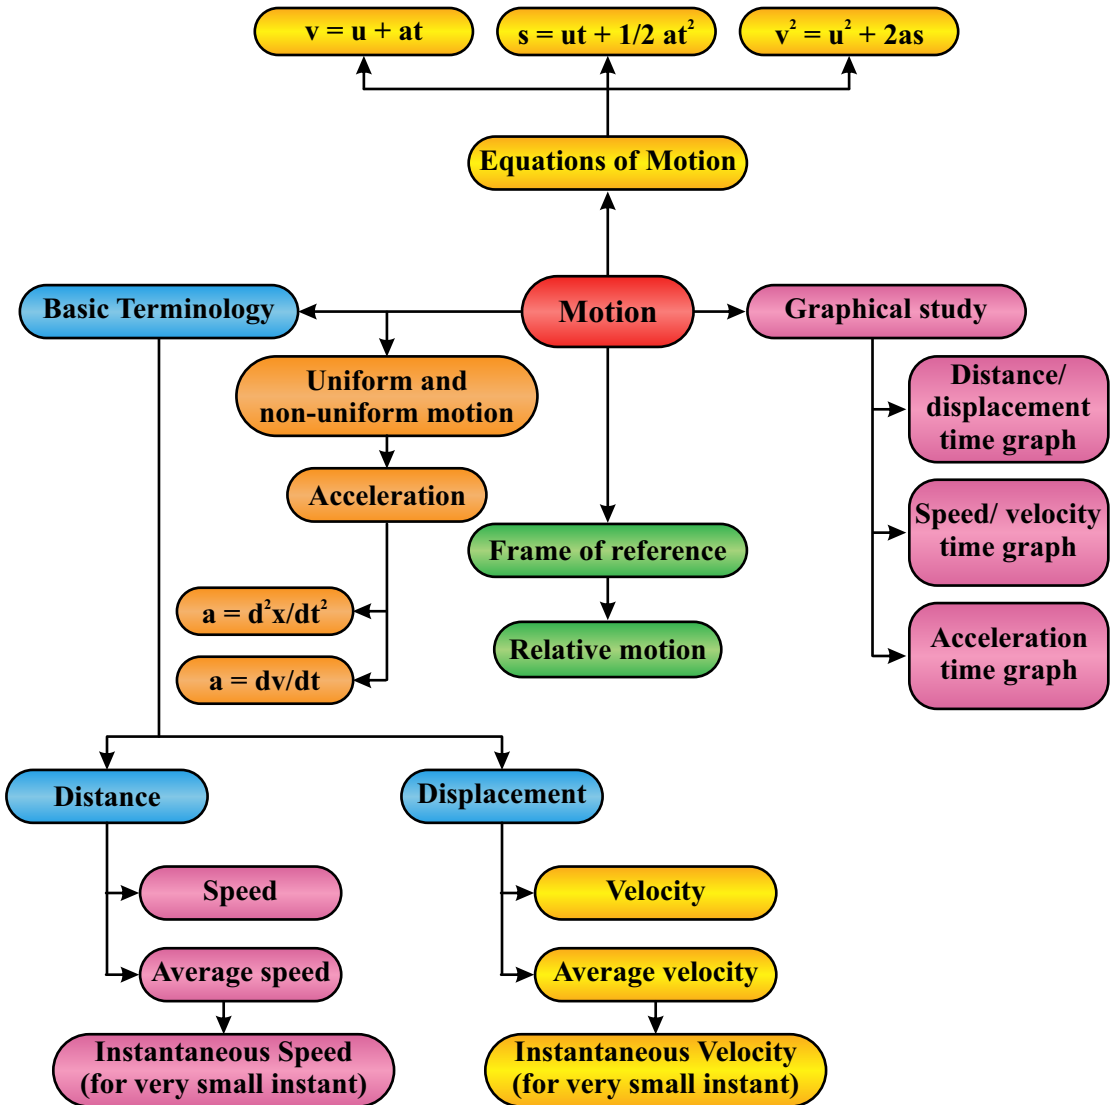 v = u + at
s = ut + 1/2 at²
v² = u² + 2as
Equations of Motion
Basic Terminology
Motion
Graphical study
Uniform and
non-uniform motion
Distance/
displacement
time graph
Acceleration
Speed/ velocity
time graph
Frame of reference
a = d²x/dt²
Relative motion
Acceleration
time graph
a = dv/dt
Distance
Displacement
Speed
Velocity
Average speed
Average velocity
Instantaneous Speed
(for very small instant)
Instantaneous Velocity
(for very small instant)